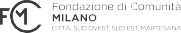 FCM
Fondazione di Comunità
MILANO
CITTÀ, SUD OVEST, SUD EST, MARTESANA